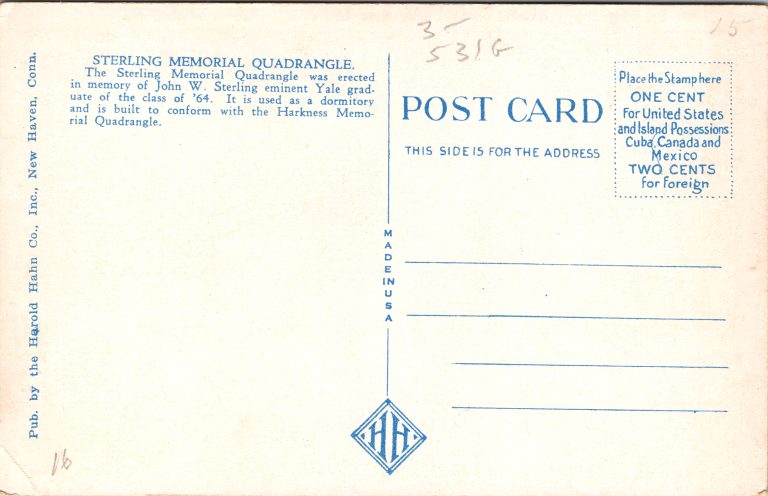 3-
531G
15
STERLING MEMORIAL QUADRANGLE.
The Sterling Memorial Quadrangle was erected
in memory of John W. Sterling eminent Yale grad-
uate of the class of '64. It is used as a dormitory
and is built to conform with the Harkness Memo-
rial Quadrangle.
Pub. by the Harold Hahn Co., Inc., New Haven, Conn.
16
MADE IN USA
HH
POST CARD
THIS SIDE IS FOR THE ADDRESS
Place the Stamp here
ONE CENT
For United States
and Island Possessions
Cuba, Canada and
Mexico
TWO CENTS
for Foreign